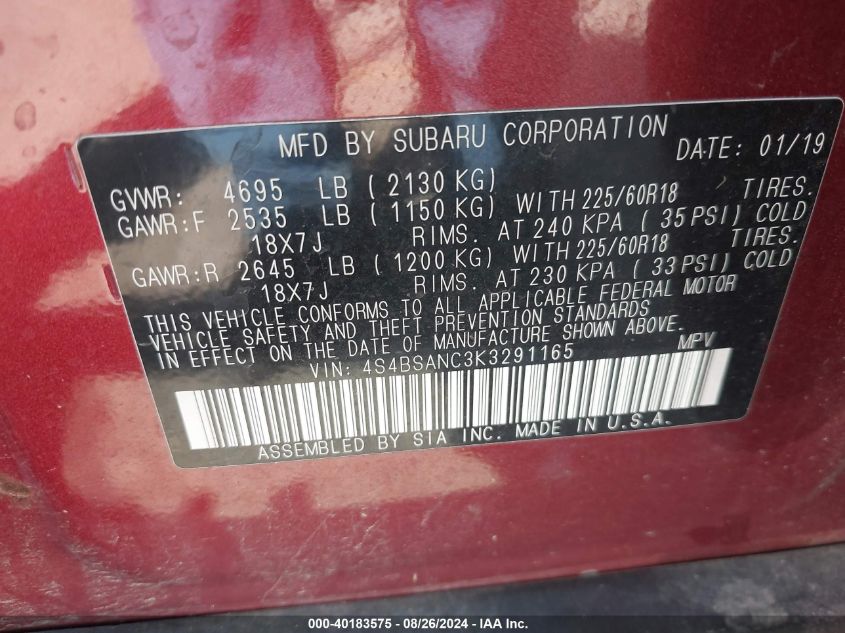 MFD BY SUBARU CORPORATION DATE: 01/19
GVWR: 4695 LB (2130 KG)
GAWR:F 2535 LB (1150 KG) WITH 225/60R18 TIRES.
18X7J RIMS. AT 240 KPA (35 PSI) COLD
GAWR:R 2645 LB (1200 KG) WITH 225/60R18 TIRES.
18X7J RIMS. AT 230 KPA (33 PSI) COLD
THIS VEHICLE CONFORMS TO ALL APPLICABLE FEDERAL MOTOR
VEHICLE SAFETY AND THEFT PREVENTION STANDARDS
IN EFFECT ON THE DATE OF MANUFACTURE SHOWN ABOVE.
VIN: 4S4BSANC3K3291165 MPV
ASSEMBLED BY SIA INC. MADE IN U.S.A.
000-40183575 / 08/26/2024 / IAA Inc.